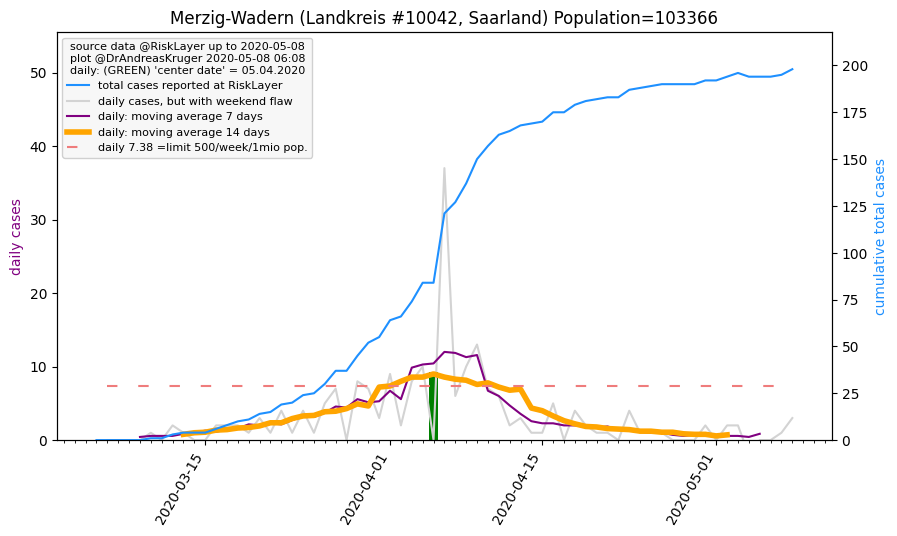 Merzig-Wadern (Landkreis #10042, Saarland) Population=103366
source data @RiskLayer up to 2020-05-08
plot @DrAndreasKruger 2020-05-08 06:08
daily: (GREEN) 'center date' = 05.04.2020
total cases reported at RiskLayer
daily cases, but with weekend flaw
daily: moving average 7 days
daily: moving average 14 days
daily 7.38 =limit 500/week/1mio pop.
daily cases
50
40
30
20
10
0
cumulative total cases
200
175
150
125
100
75
50
25
0
2020-03-15
2020-04-01
2020-04-15
2020-05-01